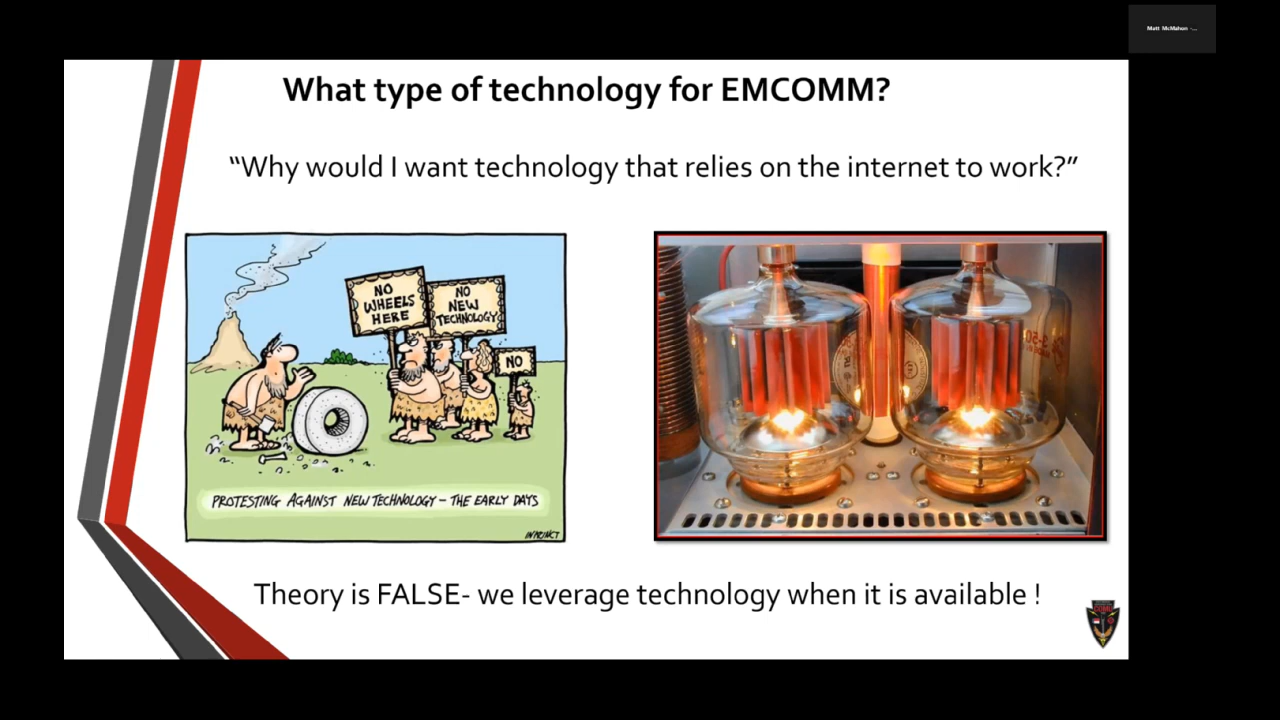 Matt McMahon -...
What type of technology for EMCOMM?
“Why would I want technology that relies on the internet to work?”
NO
WHEELS
HERE
NO
NEW
TECHNOLOGY
NO
PROTESTING AGAINST NEW TECHNOLOGY – THE EARLY DAYS
Theory is FALSE- we leverage technology when it is available !